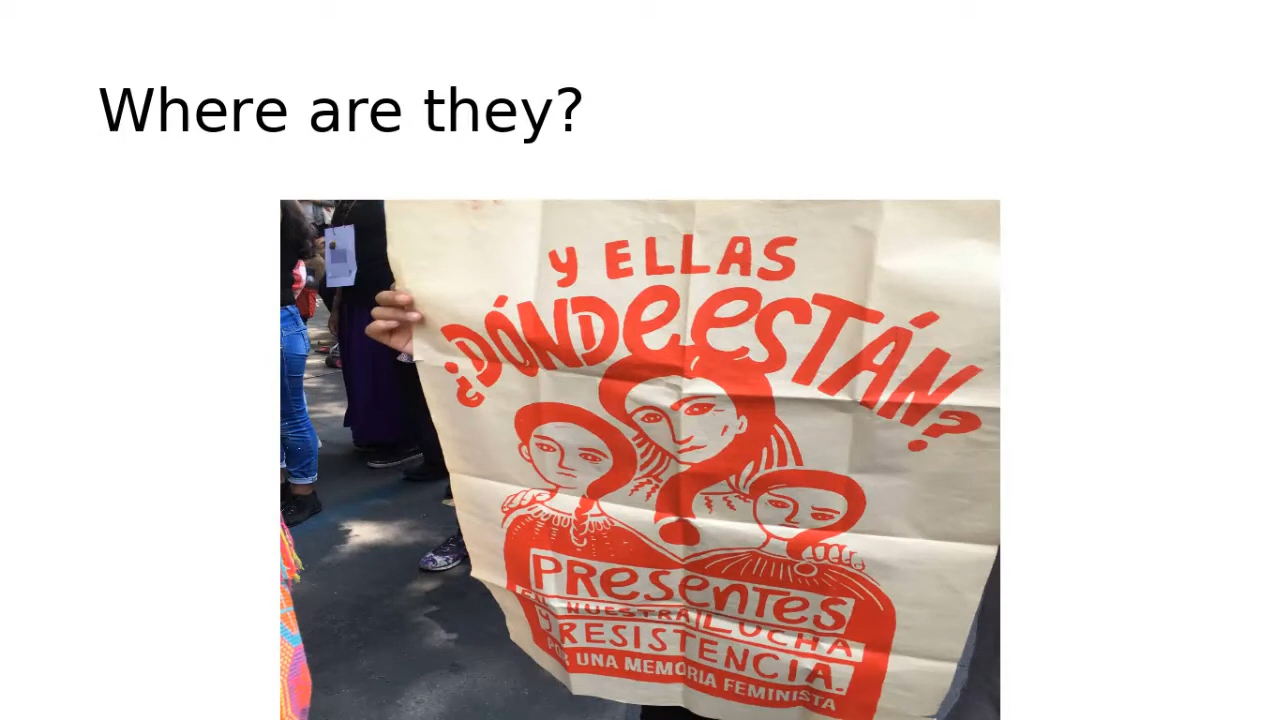 Where are they?
Y ELLAS
¿DÓNDE ESTÁN?
PRESENTES
EN NUESTRA LUCHA
Y RESISTENCIA.
POR UNA MEMORIA FEMINISTA